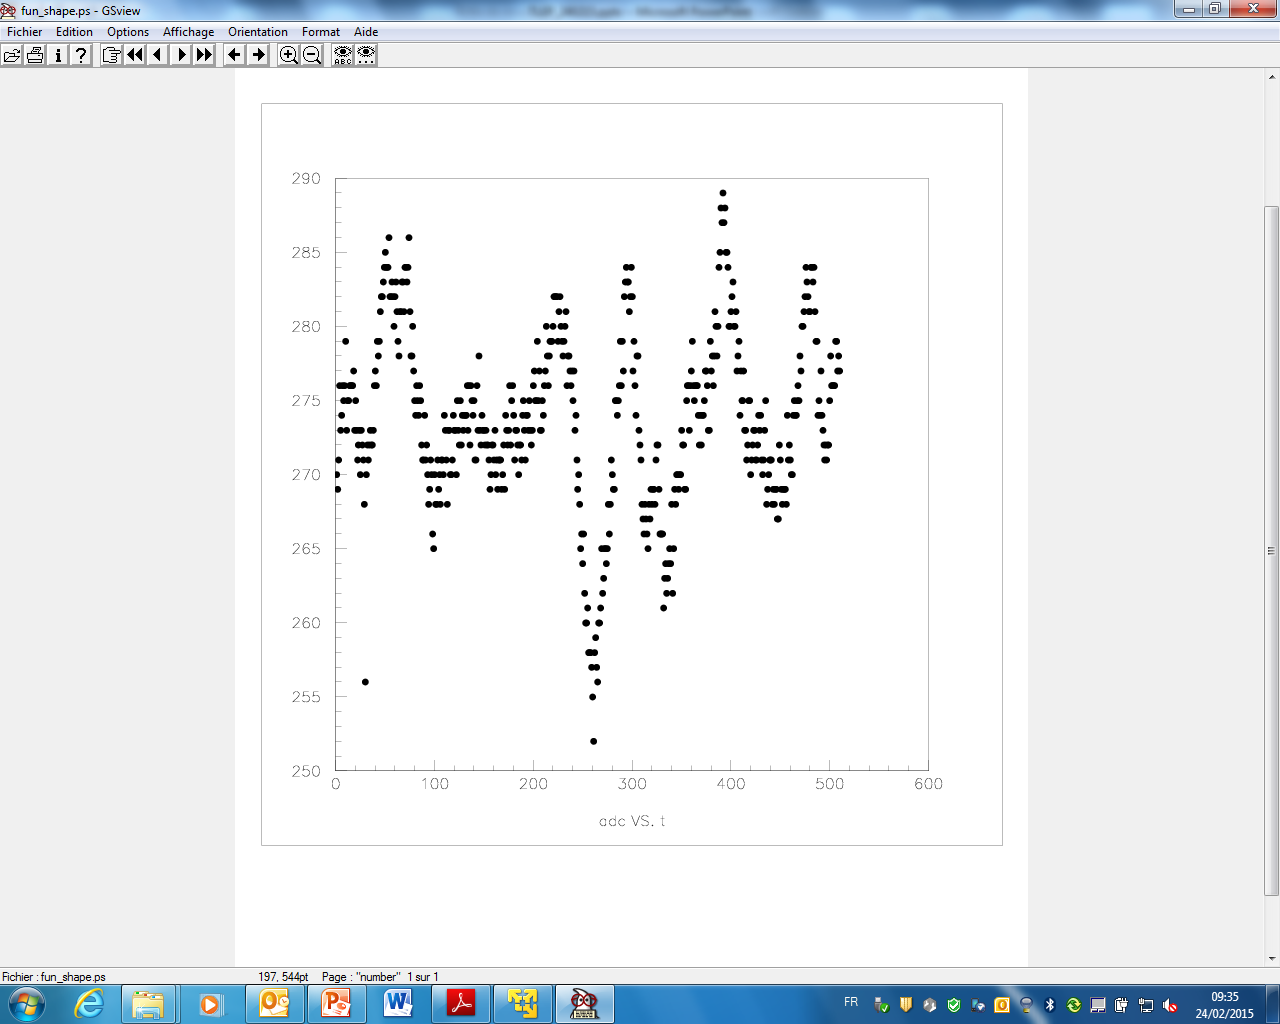 fun_shape.ps - GSview
Fichier Edition Options Affichage Orientation Format Aide
ABC
290
285
280
275
270
265
260
255
250
0 100 200 300 400 500 600
adc VS. t
Fichier : fun_shape.ps 197, 544pt Page : "number" 1 sur 1
FR
09:35
24/02/2015